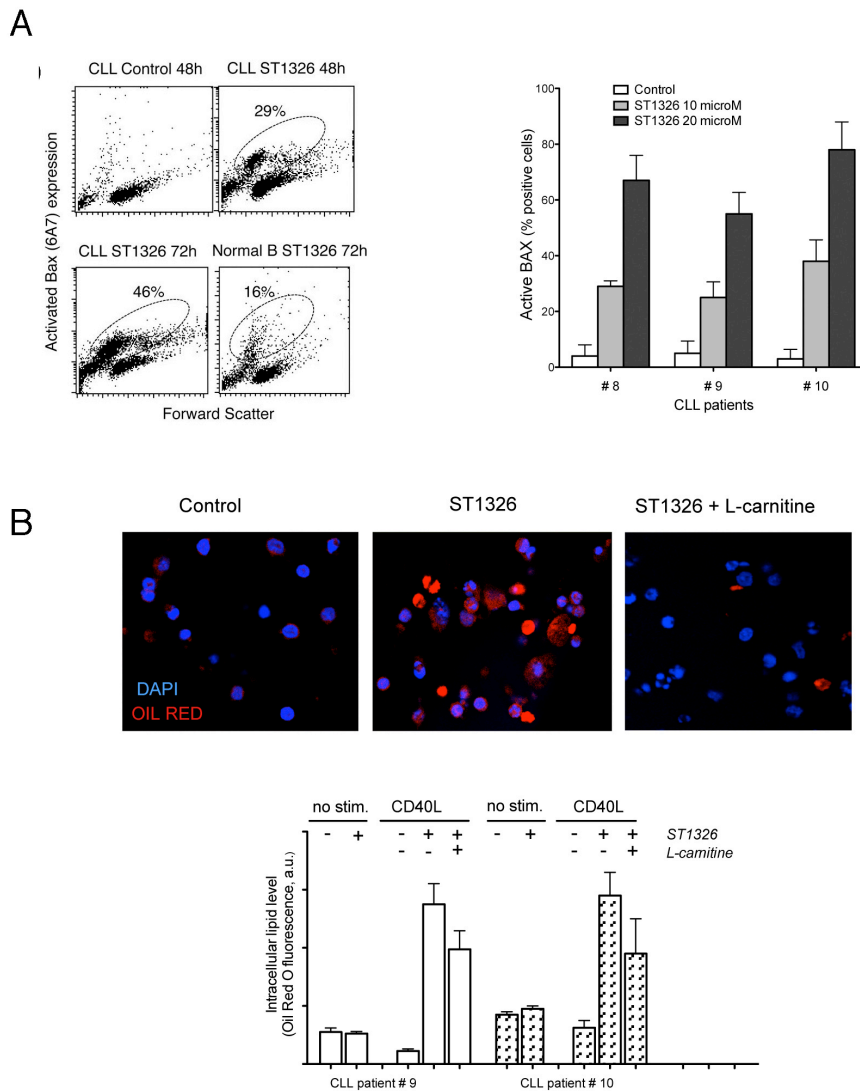 A
)
CLL Control 48h
CLL ST1326 48h
29%
CLL ST1326 72h
Normal B ST1326 72h
46%
16%
Activated Bax (6A7) expression
Forward Scatter
Control
ST1326 10 microM
ST1326 20 microM
100
80
60
40
20
0
Active BAX (% positive cells)
# 8
# 9
# 10
CLL patients
B
Control
ST1326
ST1326 + L-carnitine
DAPI
OIL RED
no stim.
CD40L
no stim.
CD40L
- + - + + - + - + + ST1326
- - + - - + L-carnitine
Intracellular lipid level
(Oil Red O fluorescence, a.u.)
CLL patient # 9
CLL patient # 10